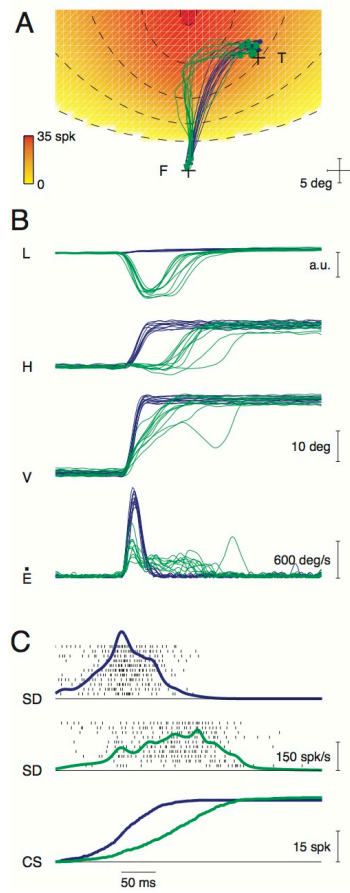 A
T
35 spk
0
F
5 deg
B
L
a.u.
H
10 deg
V
600 deg/s
Ė
C
SD
150 spk/s
SD
15 spk
CS
50 ms